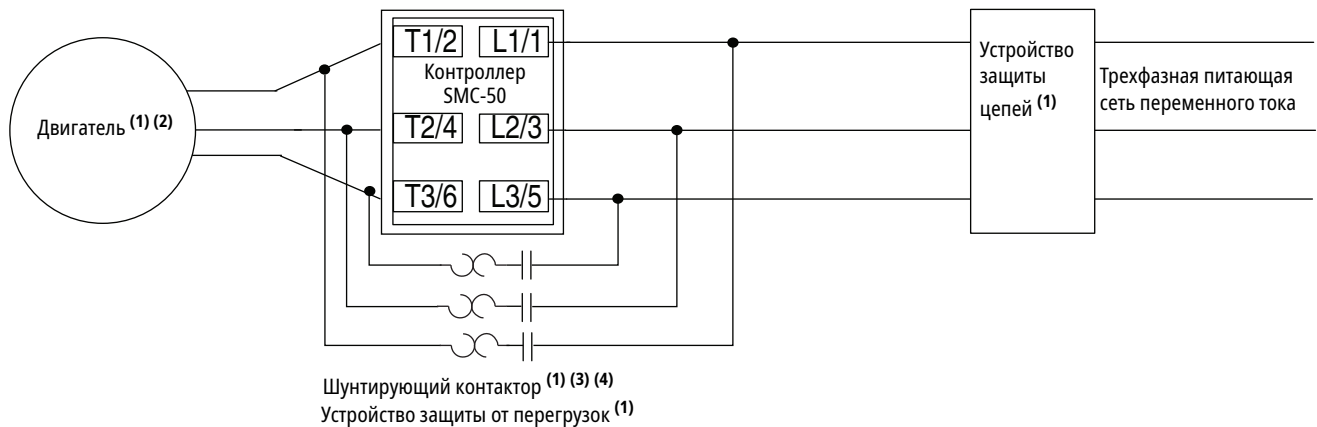 T1/2 L1/1
Контроллер
SMC-50
T2/4 L2/3
T3/6 L3/5
Двигатель (1) (2)
Устройство
защиты
цепей (1)
Трехфазная питающая
сеть переменного тока
Шунтирующий контактор (1) (3) (4)
Устройство защиты от перегрузок (1)